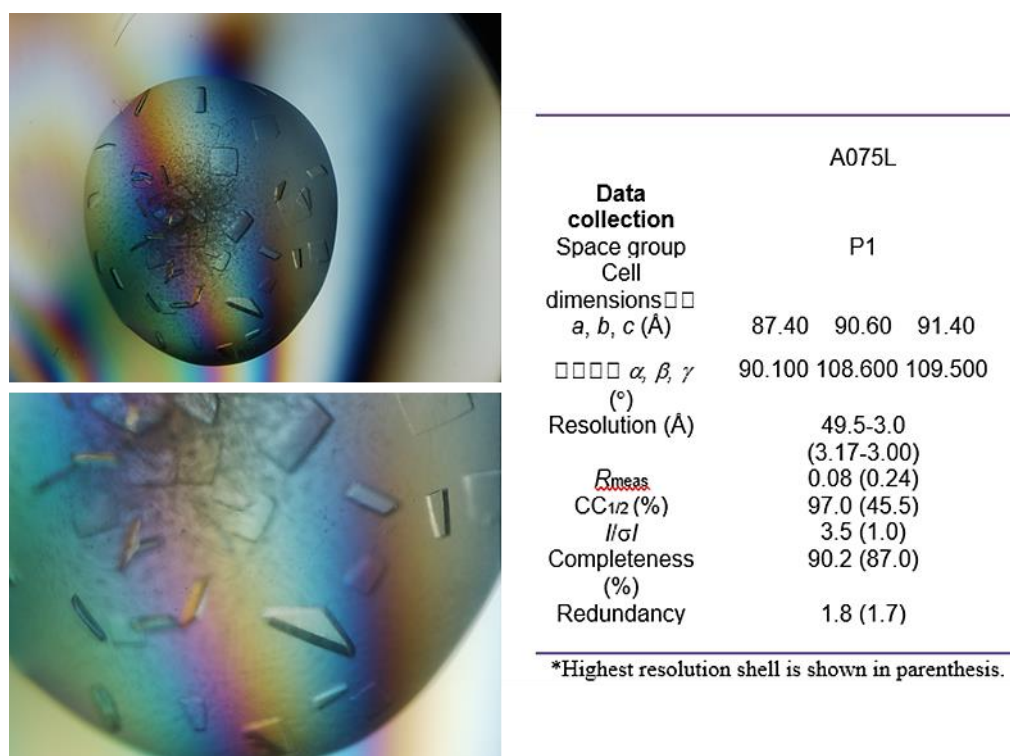 A075L
Data
collection
Space group P1
Cell
dimensions□□
a, b, c (Å) 87.40 90.60 91.40
□□□□ α, β, γ 90.100 108.600 109.500
(°)
Resolution (Å) 49.5-3.0
(3.17-3.00)
Rmeas 0.08 (0.24)
CC1/2 (%) 97.0 (45.5)
I/σI 3.5 (1.0)
Completeness 90.2 (87.0)
(%)
Redundancy 1.8 (1.7)
*Highest resolution shell is shown in parenthesis.